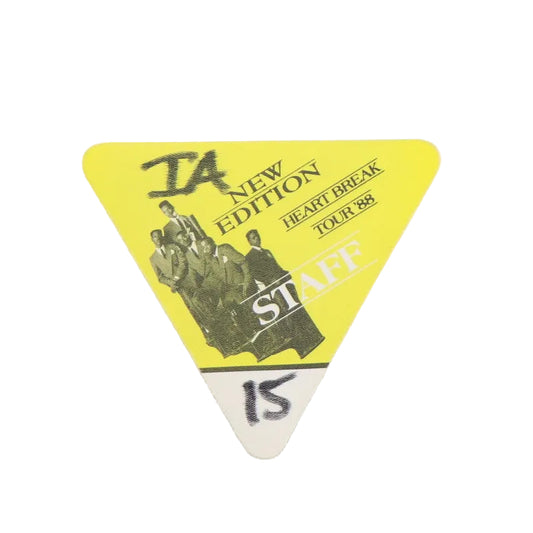 IA
NEW
EDITION
HEART BREAK
TOUR '88
STAFF
15